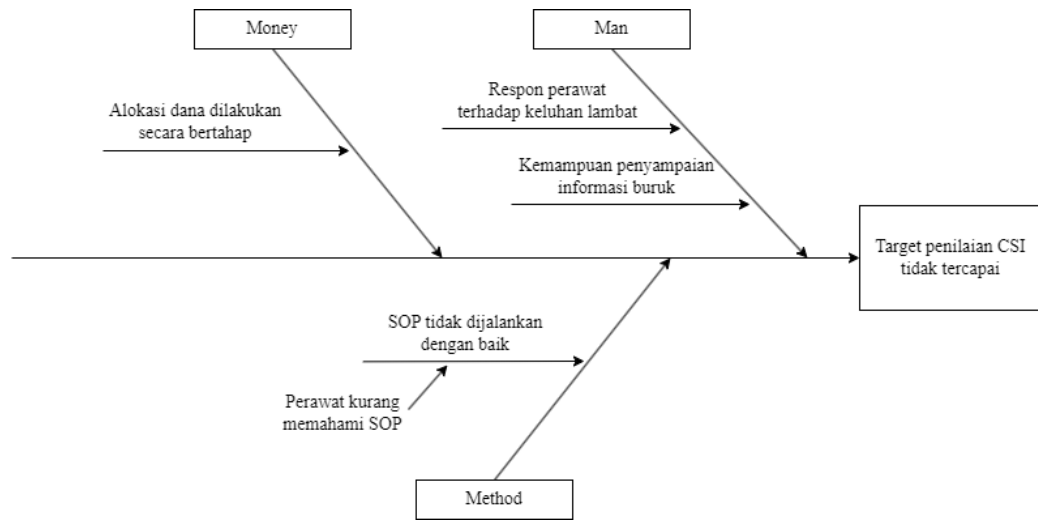 Money
Man
Alokasi dana dilakukan
secara bertahap
Respon perawat
terhadap keluhan lambat
Kemampuan penyampaian
informasi buruk
Target penilaian CSI
tidak tercapai
SOP tidak dijalankan
dengan baik
Perawat kurang
memahami SOP
Method